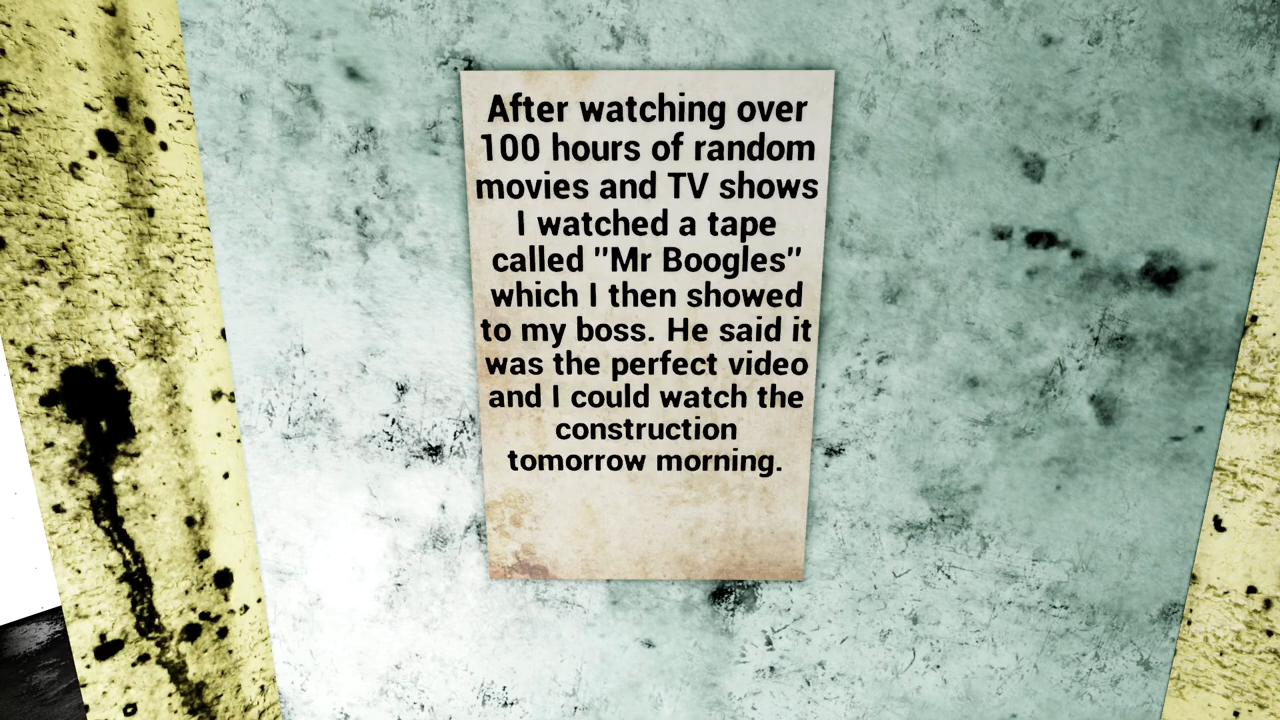 After watching over
100 hours of random
movies and TV shows
I watched a tape
called "Mr Boogles"
which I then showed
to my boss. He said it
was the perfect video
and I could watch the
construction
tomorrow morning.